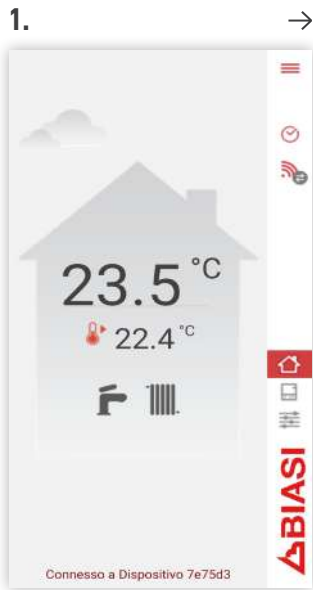 1.
23.5 °C
22.4 °C
BIASI
Connesso a Dispositivo 7e75d3